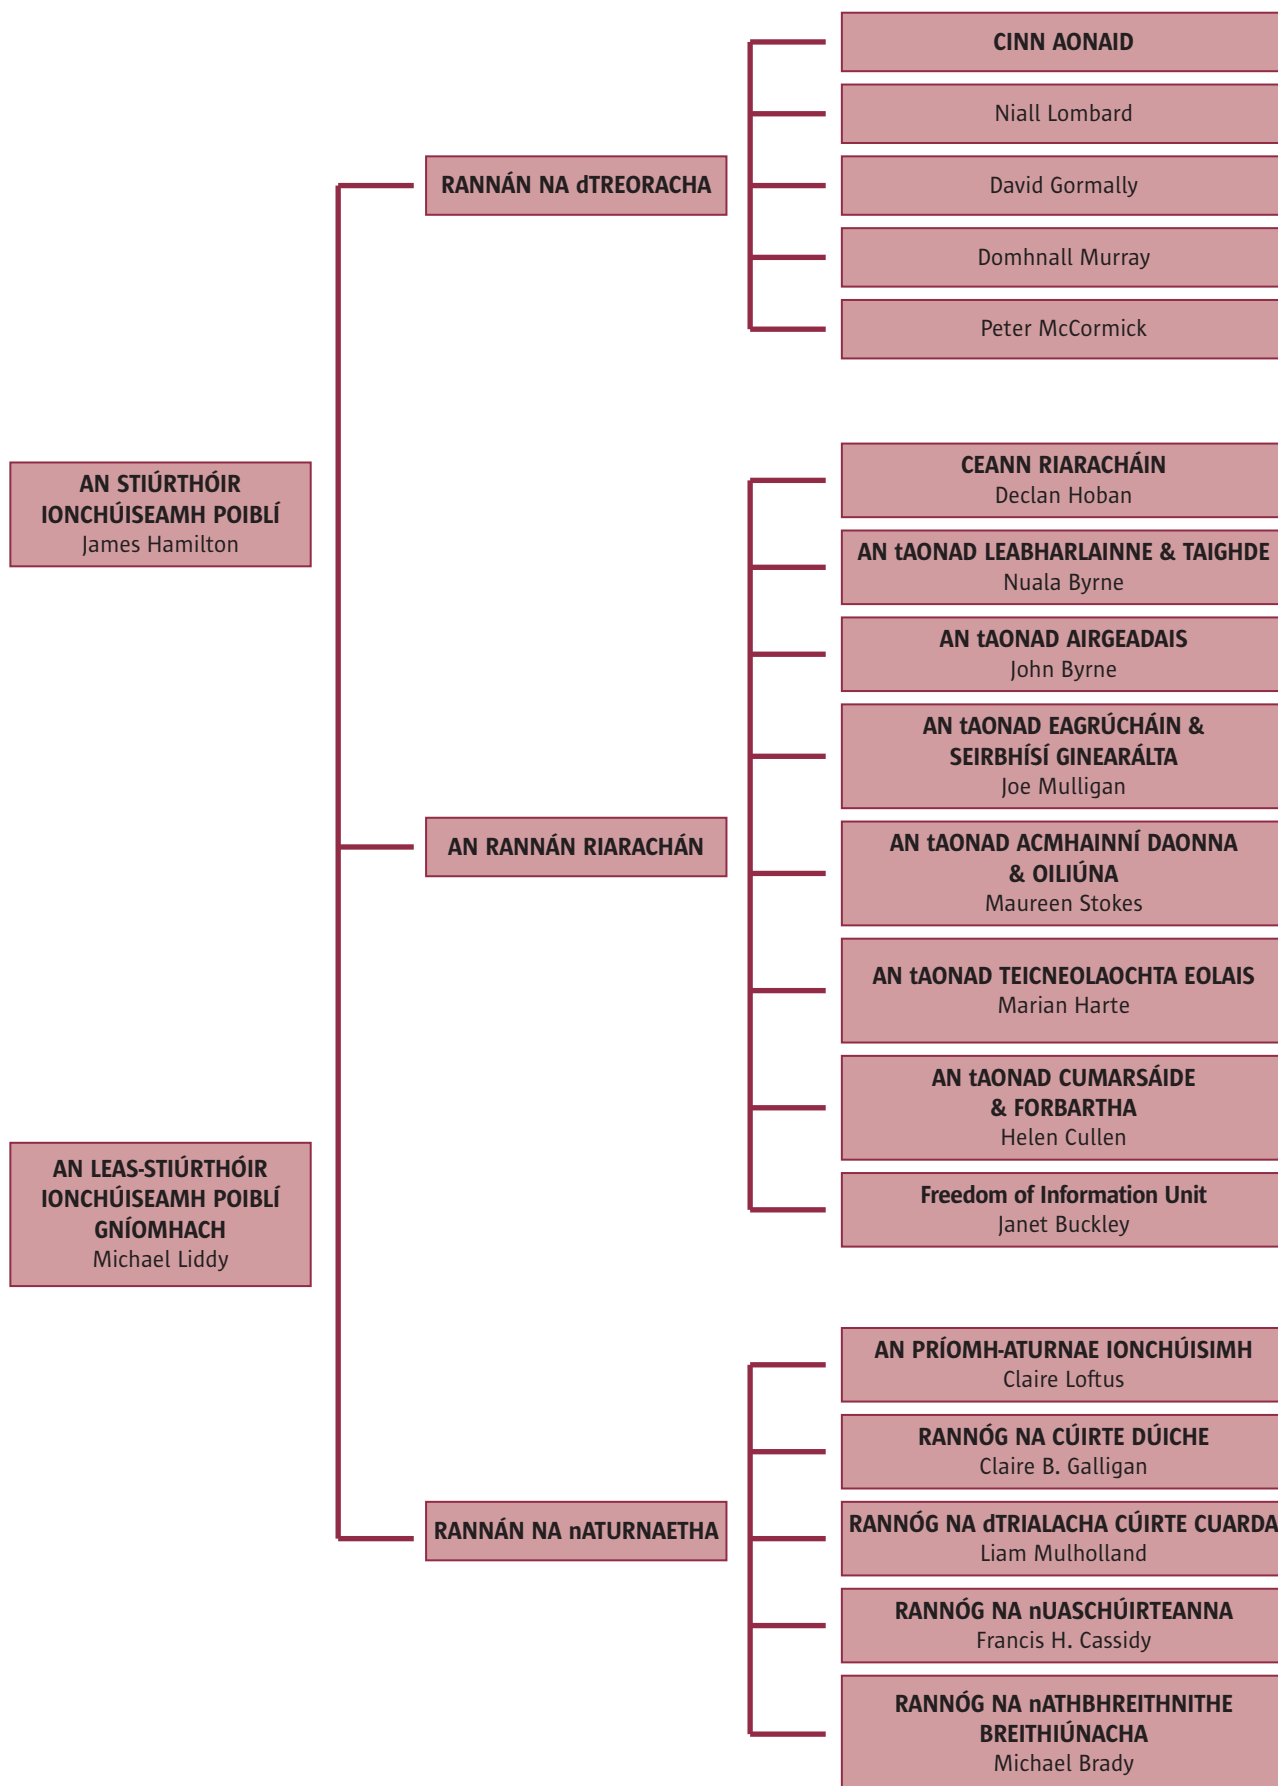 AN STIÚRTHÓIR
IONCHÚISEAMH POIBLÍ
James Hamilton
AN LEAS-STIÚRTHÓIR
IONCHÚISEAMH POIBLÍ
GNÍOMHACH
Michael Liddy
RANNÁN NA dTREORACHA
CINN AONAID
Niall Lombard
David Gormally
Domhnall Murray
Peter McCormick
AN RANNÁN RIARACHÁN
CEANN RIARACHÁIN
Declan Hoban
AN tAONAD LEABHARLAINNE & TAIGHDE
Nuala Byrne
AN tAONAD AIRGEADAIS
John Byrne
AN tAONAD EAGRÚCHÁIN &
SEIRBHÍSÍ GINEARÁLTA
Joe Mulligan
AN tAONAD ACMHAINNÍ DAONNA
& OILIÚNA
Maureen Stokes
AN tAONAD TEICNEOLAOCHTA EOLAIS
Marian Harte
AN tAONAD CUMARSÁIDE
& FORBARTHA
Helen Cullen
Freedom of Information Unit
Janet Buckley
RANNÁN NA nATURNAETHA
AN PRÍOMH-ATURNAE IONCHÚISIMH
Claire Loftus
RANNÓG NA CÚIRTE DÚICHE
Claire B. Galligan
RANNÓG NA dTRIALACHA CÚIRTE CUARDA
Liam Mulholland
RANNÓG NA nUASCHÚIRTEANNA
Francis H. Cassidy
RANNÓG NA nATHBHREITHNITHE
BREITHIÚNACHA
Michael Brady